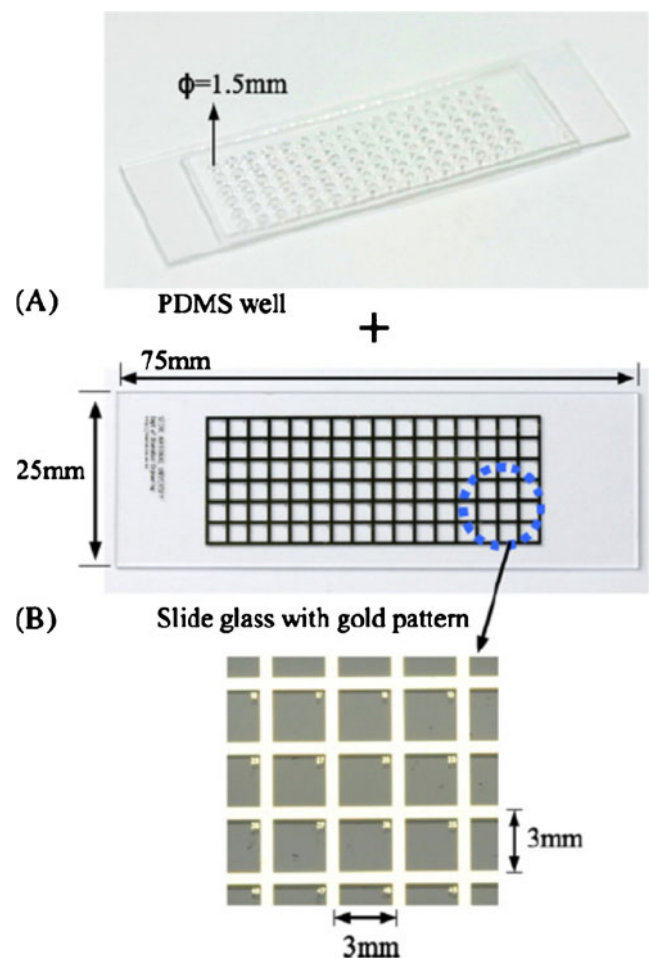 ϕ=1.5mm
(A) PDMS well
+
75mm
25mm
(B) Slide glass with gold pattern
3mm
3mm